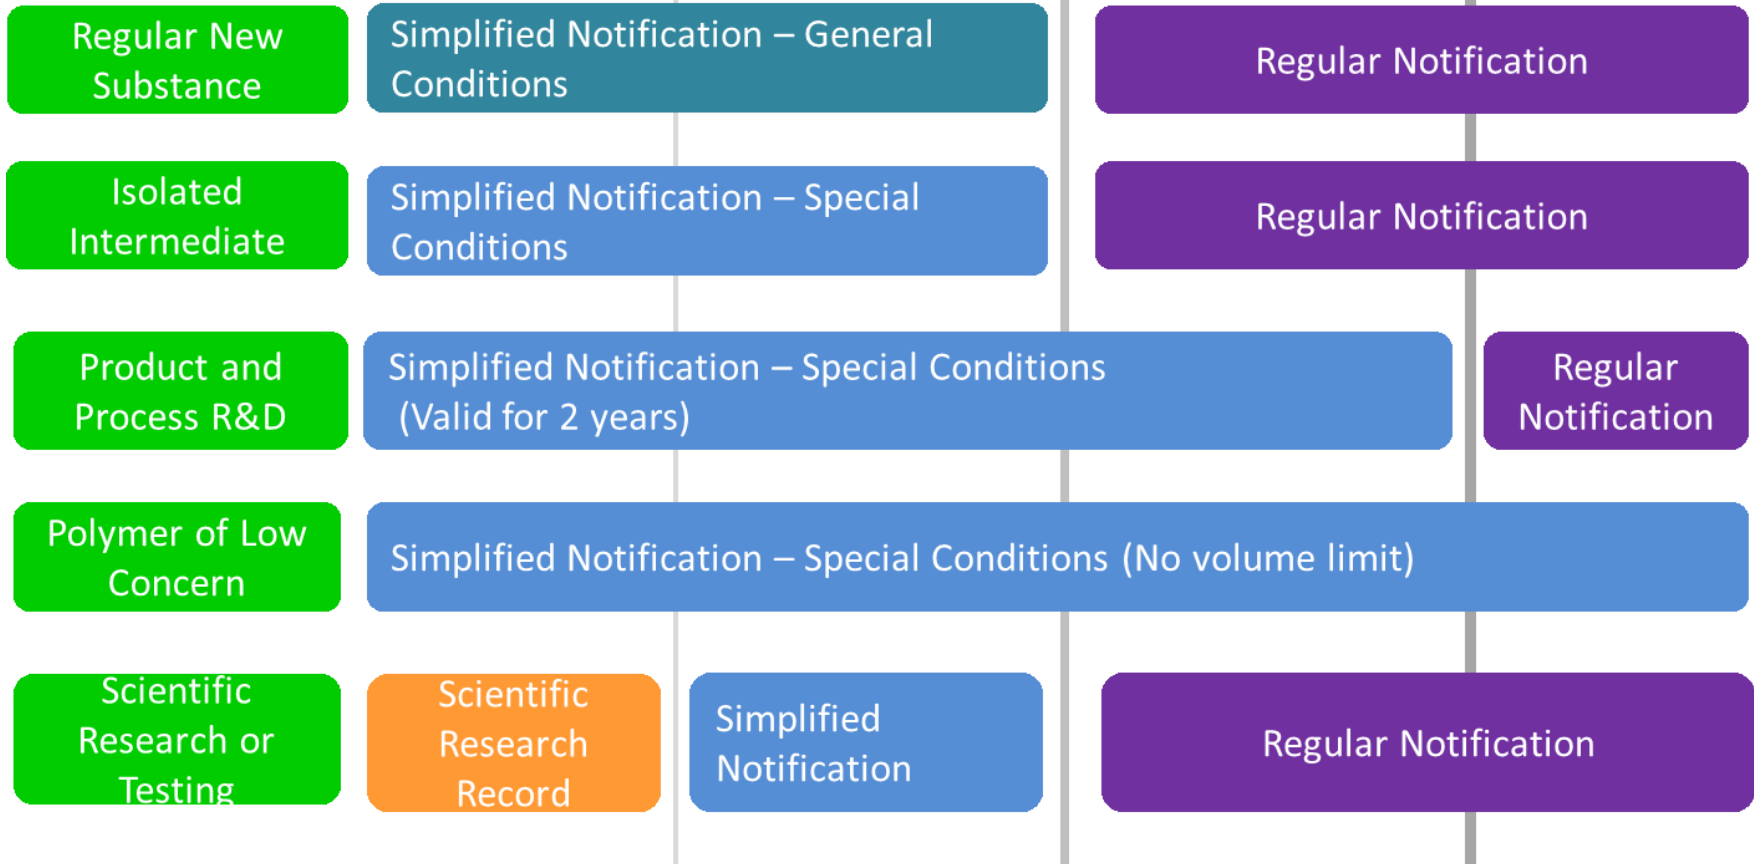 Regular New
Substance
Simplified Notification – General
Conditions
Regular Notification
Isolated
Intermediate
Simplified Notification – Special
Conditions
Regular Notification
Product and
Process R&D
Simplified Notification – Special Conditions
(Valid for 2 years)
Regular
Notification
Polymer of Low
Concern
Simplified Notification – Special Conditions (No volume limit)
Scientific
Research or
Testing
Scientific
Research
Record
Simplified
Notification
Regular Notification